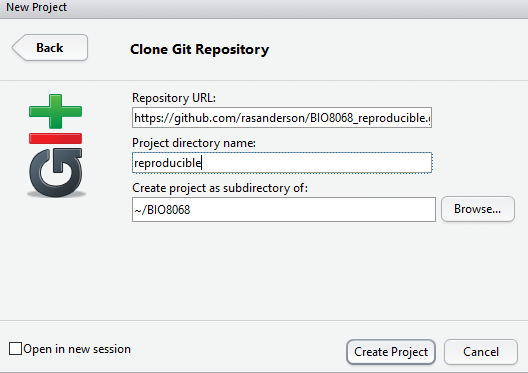 New Project
Back
Clone Git Repository
Repository URL:
https://github.com/rasanderson/BIO8068_reproducible.g
Project directory name:
reproducible
Create project as subdirectory of:
~/BIO8068
Browse...
git
Open in new session
Create Project
Cancel